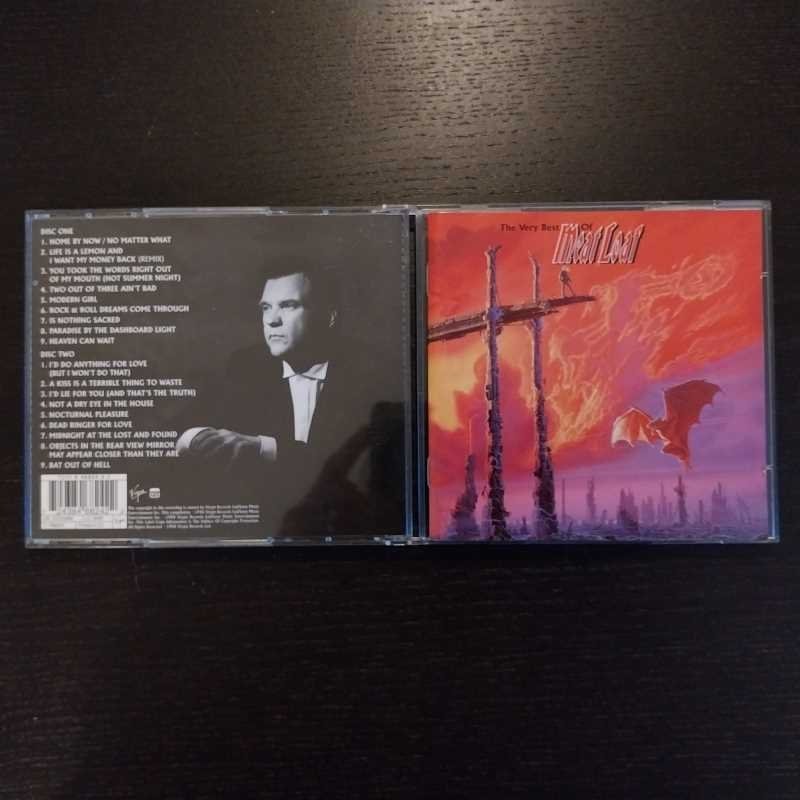 DISC ONE
1. HOME BY NOW / NO MATTER WHAT
2. LIFE IS A LEMON AND
I WANT MY MONEY BACK (REMIX)
3. YOU TOOK THE WORDS RIGHT OUT
OF MY MOUTH (HOT SUMMER NIGHT)
4. TWO OUT OF THREE AIN'T BAD
5. MODERN GIRL
6. ROCK & ROLL DREAMS COME THROUGH
7. IS NOTHING SACRED
8. PARADISE BY THE DASHBOARD LIGHT
9. HEAVEN CAN WAIT
DISC TWO
1. I'D DO ANYTHING FOR LOVE
(BUT I WON'T DO THAT)
2. A KISS IS A TERRIBLE THING TO WASTE
3. I'D LIE FOR YOU (AND THAT'S THE TRUTH)
4. NOT A DRY EYE IN THE HOUSE
5. NOCTURNAL PLEASURE
6. DEAD RINGER FOR LOVE
7. MIDNIGHT AT THE LOST AND FOUND
8. OBJECTS IN THE REAR VIEW MIRROR
MAY APPEAR CLOSER THAN THEY ARE
9. BAT OUT OF HELL
Virgin
The Very Best Of
Meat Loaf